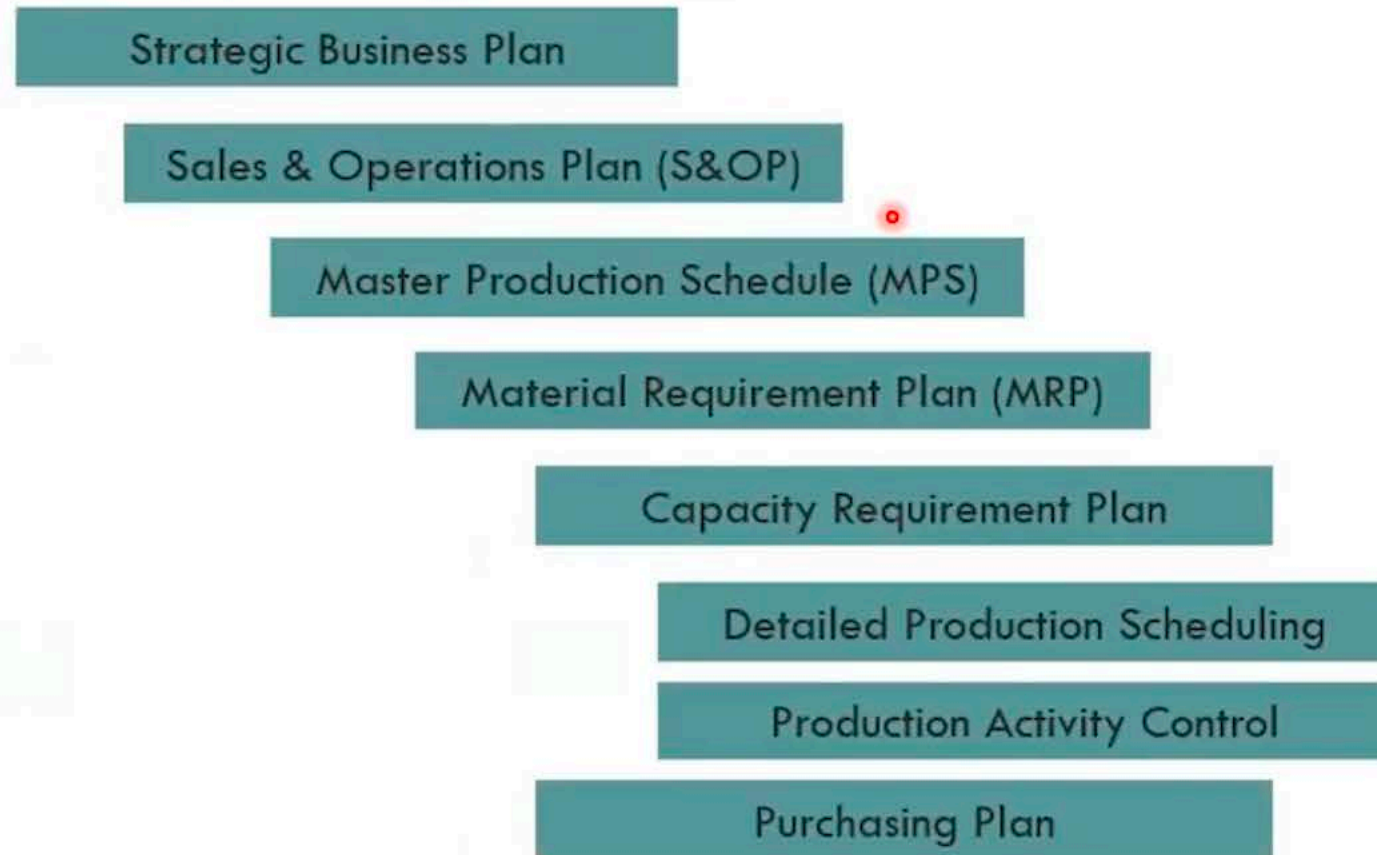 Strategic Business Plan
Sales & Operations Plan (S&OP)
Master Production Schedule (MPS)
Material Requirement Plan (MRP)
Capacity Requirement Plan
Detailed Production Scheduling
Production Activity Control
Purchasing Plan